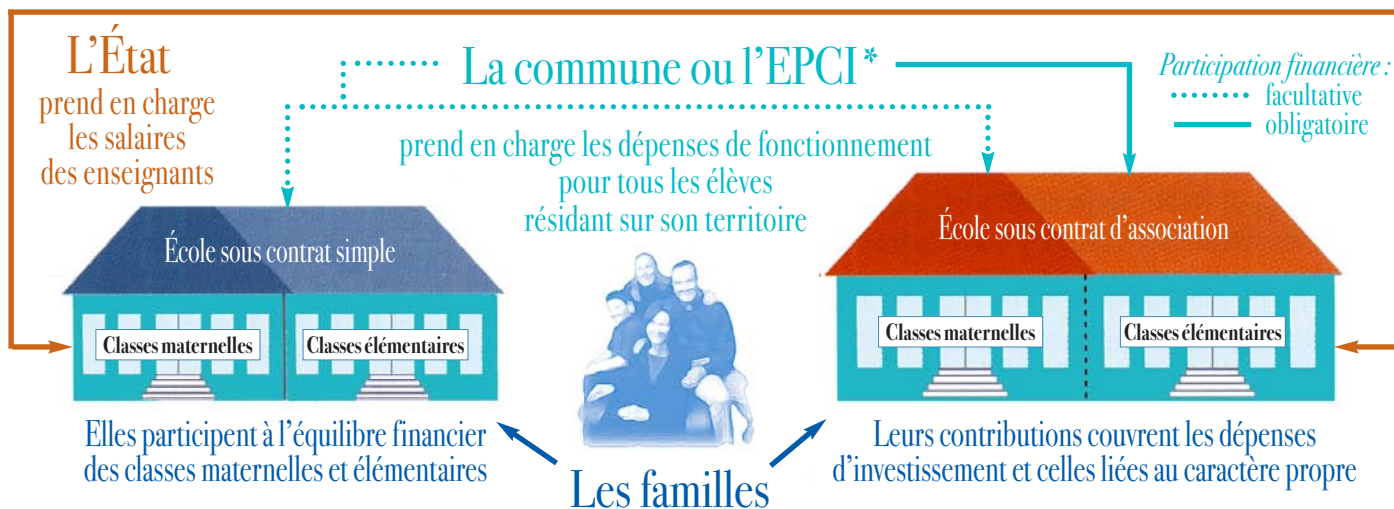 L’État
prend en charge
les salaires
des enseignants
La commune ou l’EPCI*
prend en charge les dépenses de fonctionnement
pour tous les élèves
résidant sur son territoire
Participation financière :
facultative
obligatoire
École sous contrat simple
Classes maternelles
Classes élémentaires
École sous contrat d’association
Classes maternelles
Classes élémentaires
Elles participent à l’équilibre financier
des classes maternelles et élémentaires
Les familles
Leurs contributions couvrent les dépenses
d’investissement et celles liées au caractère propre